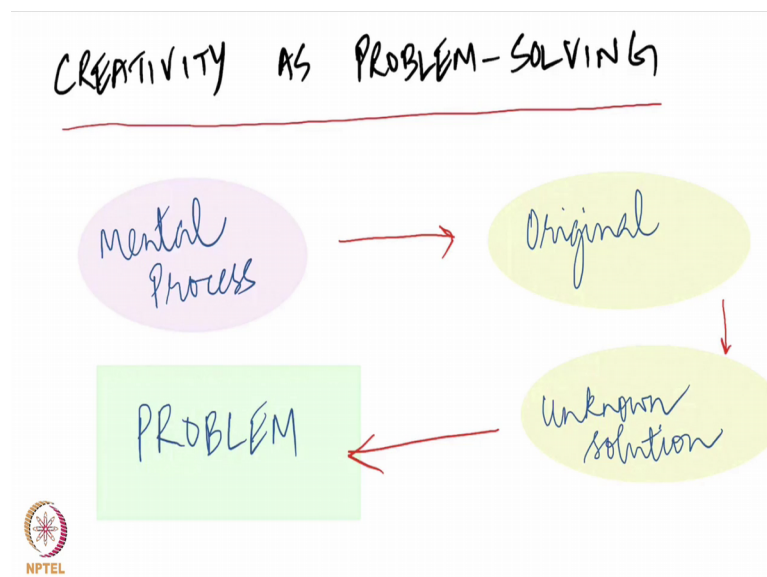 CREATIVITY AS PROBLEM-SOLVING
Mental
Process
Original
Unknown
solution
PROBLEM
NPTEL